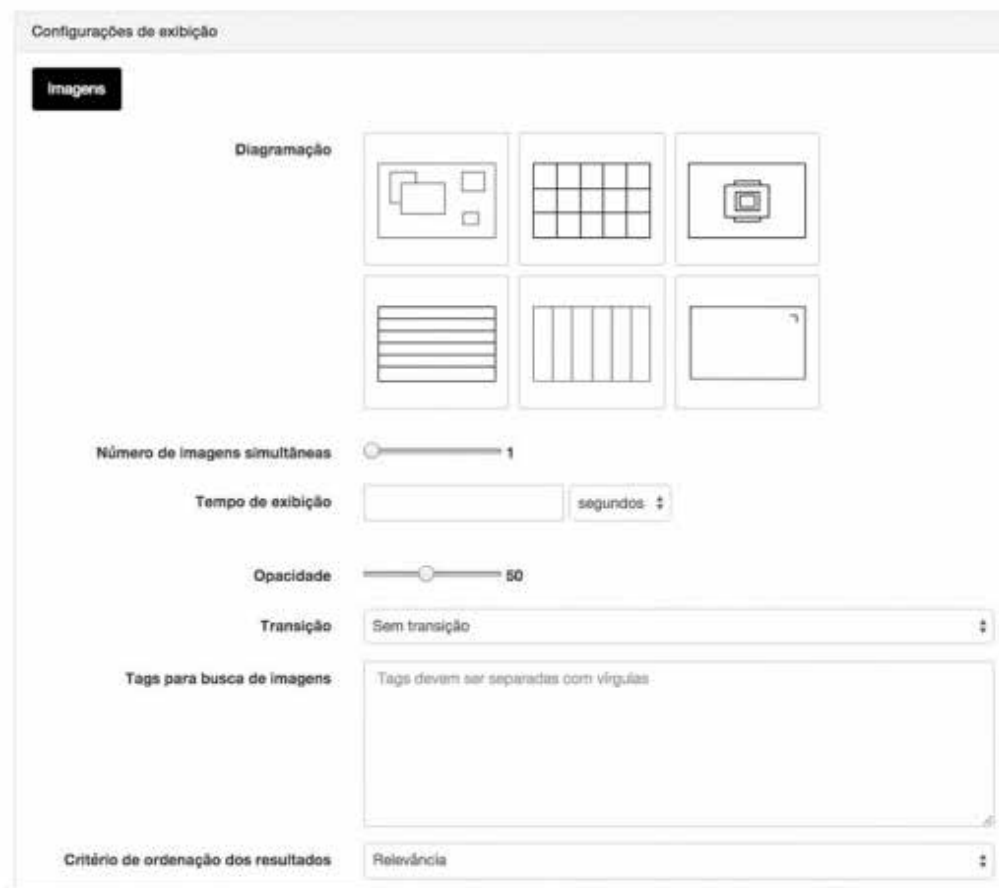 Configurações de exibição
Imagens
Diagramação
Número de imagens simultâneas 1
Tempo de exibição segundos
Opacidade 50
Transição Sem transição
Tags para busca de imagens Tags devem ser separadas com vírgulas
Critério de ordenação dos resultados Relevância